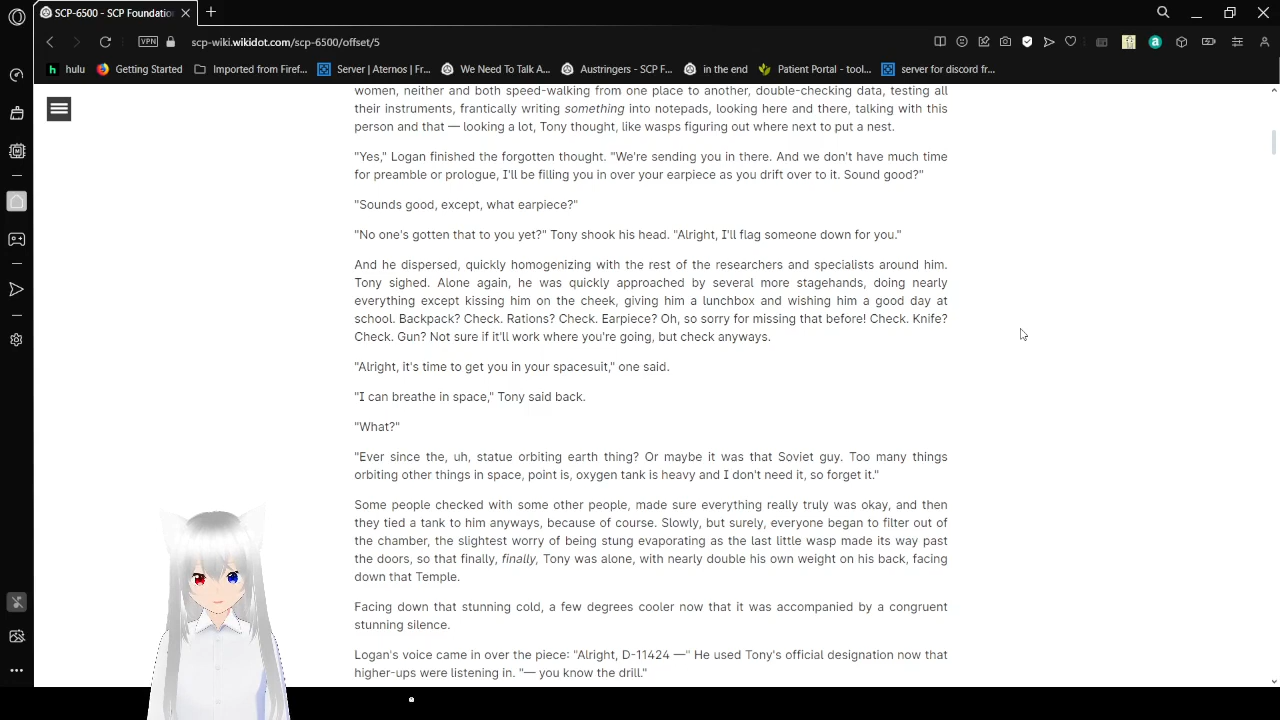 SCP-6500 - SCP Foundatio
VPN
scp-wiki.wikidot.com/scp-6500/offset/5
hulu
Getting Started
Imported from Firef...
Server | Aternos | Fr...
We Need To Talk A...
Austringers - SCP F...
in the end
Patient Portal - tool...
server for discord fr...
women, neither and both speed-walking from one place to another, double-checking data, testing all
their instruments, frantically writing something into notepads, looking here and there, talking with this
person and that — looking a lot, Tony thought, like wasps figuring out where next to put a nest.
"Yes," Logan finished the forgotten thought. "We're sending you in there. And we don't have much time
for preamble or prologue, I'll be filling you in over your earpiece as you drift over to it. Sound good?"
"Sounds good, except, what earpiece?"
"No one's gotten that to you yet?" Tony shook his head. "Alright, I'll flag someone down for you."
And he dispersed, quickly homogenizing with the rest of the researchers and specialists around him.
Tony sighed. Alone again, he was quickly approached by several more stagehands, doing nearly
everything except kissing him on the cheek, giving him a lunchbox and wishing him a good day at
school. Backpack? Check. Rations? Check. Earpiece? Oh, so sorry for missing that before! Check. Knife?
Check. Gun? Not sure if it'll work where you're going, but check anyways.
"Alright, it's time to get you in your spacesuit," one said.
"I can breathe in space," Tony said back.
"What?"
"Ever since the, uh, statue orbiting earth thing? Or maybe it was that Soviet guy. Too many things
orbiting other things in space, point is, oxygen tank is heavy and I don't need it, so forget it."
Some people checked with some other people, made sure everything really truly was okay, and then
they tied a tank to him anyways, because of course. Slowly, but surely, everyone began to filter out of
the chamber, the slightest worry of being stung evaporating as the last little wasp made its way past
the doors, so that finally, finally, Tony was alone, with nearly double his own weight on his back, facing
down that Temple.
Facing down that stunning cold, a few degrees cooler now that it was accompanied by a congruent
stunning silence.
Logan's voice came in over the piece: "Alright, D-11424 —" He used Tony's official designation now that
higher-ups were listening in. "— you know the drill."